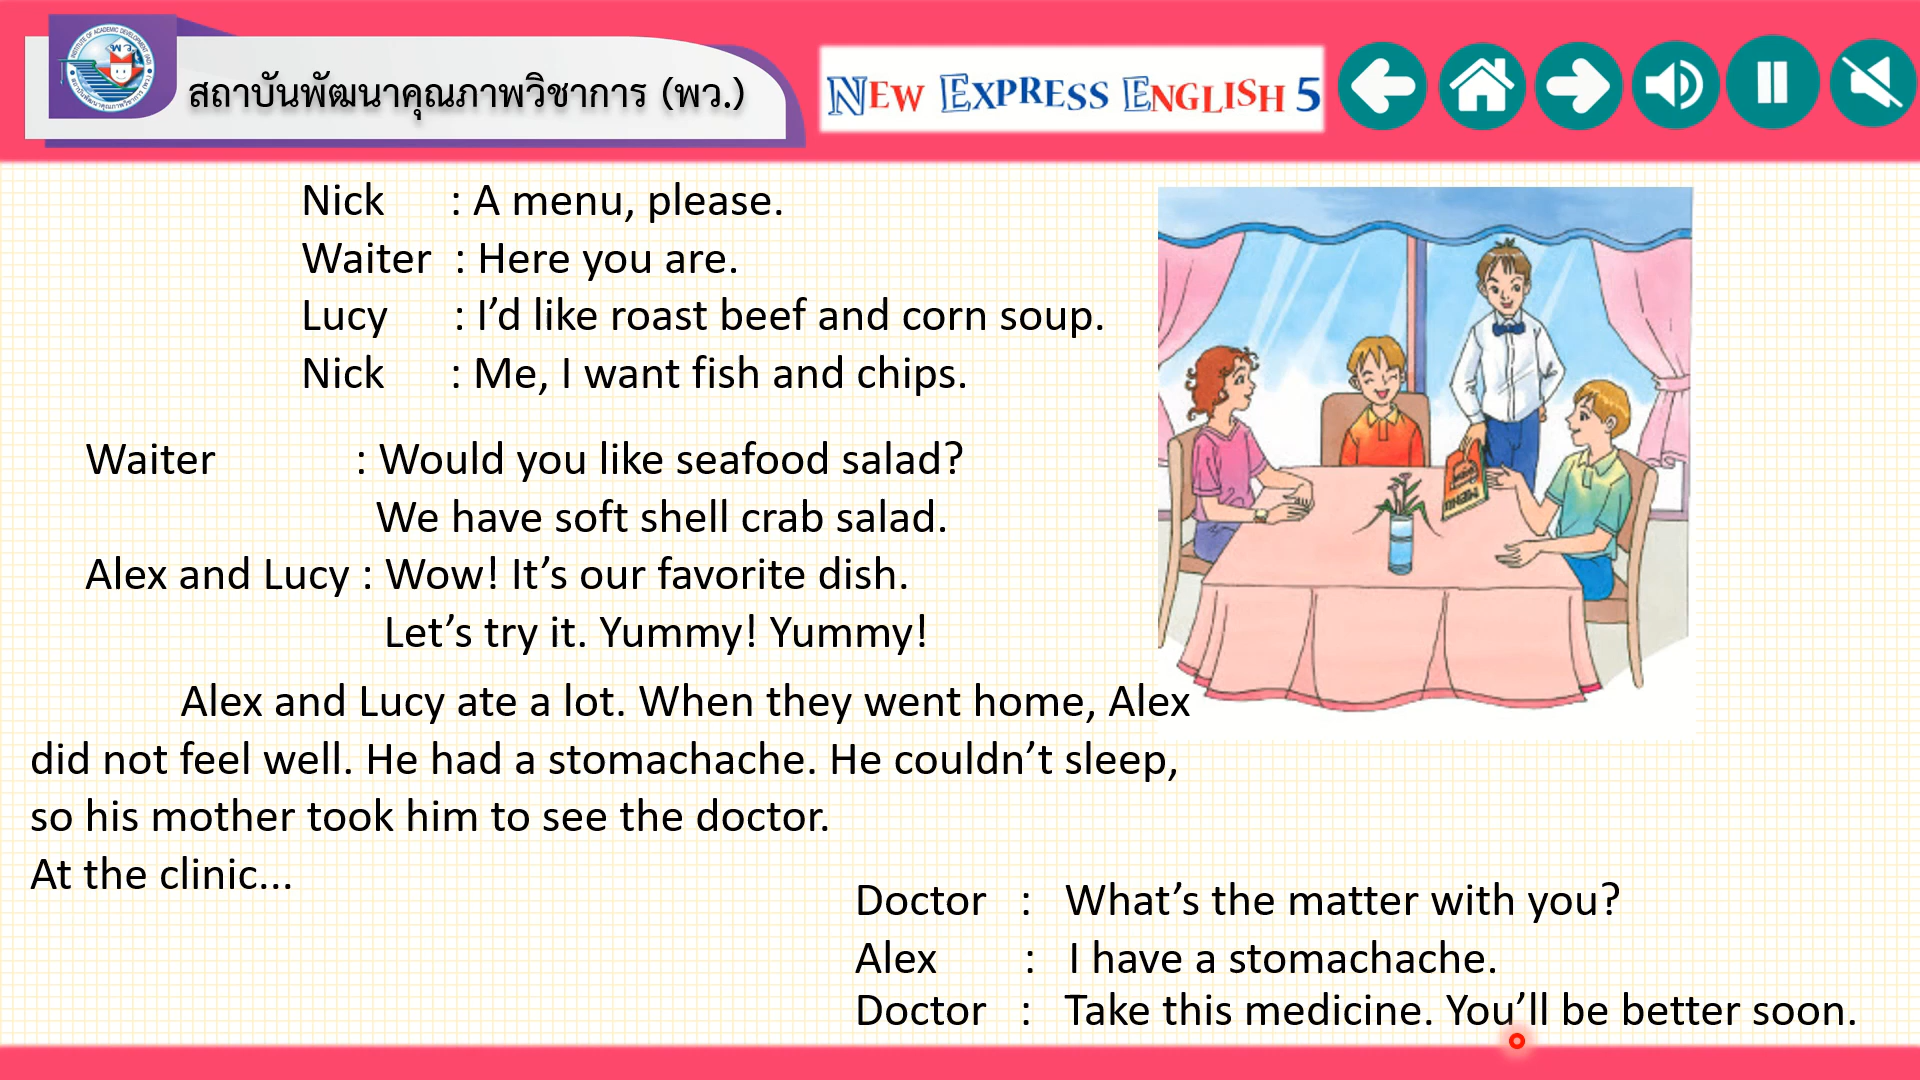 สถาบันพัฒนาคุณภาพวิชาการ (พว.)
NEW EXPRESS ENGLISH 5
Nick : A menu, please.
Waiter : Here you are.
Lucy : I’d like roast beef and corn soup.
Nick : Me, I want fish and chips.
Waiter : Would you like seafood salad?
We have soft shell crab salad.
Alex and Lucy : Wow! It’s our favorite dish.
Let’s try it. Yummy! Yummy!
MENU
Alex and Lucy ate a lot. When they went home, Alex
did not feel well. He had a stomachache. He couldn’t sleep,
so his mother took him to see the doctor.
At the clinic...
Doctor : What’s the matter with you?
Alex : I have a stomachache.
Doctor : Take this medicine. You’ll be better soon.